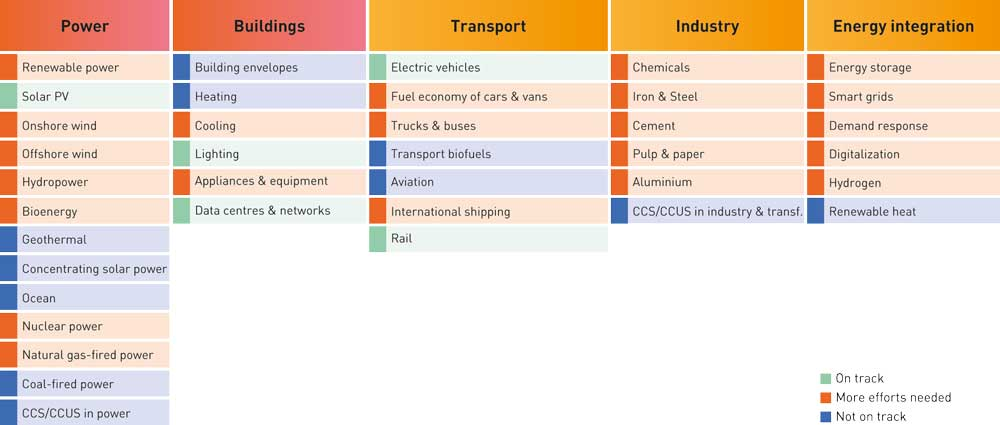 Power
Renewable power
Solar PV
Onshore wind
Offshore wind
Hydropower
Bioenergy
Geothermal
Concentrating solar power
Ocean
Nuclear power
Natural gas-fired power
Coal-fired power
CCS/CCUS in power
Buildings
Building envelopes
Heating
Cooling
Lighting
Appliances & equipment
Data centres & networks
Transport
Electric vehicles
Fuel economy of cars & vans
Trucks & buses
Transport biofuels
Aviation
International shipping
Rail
Industry
Chemicals
Iron & Steel
Cement
Pulp & paper
Aluminium
CCS/CCUS in industry & transf.
Energy integration
Energy storage
Smart grids
Demand response
Digitalization
Hydrogen
Renewable heat
On track
More efforts needed
Not on track